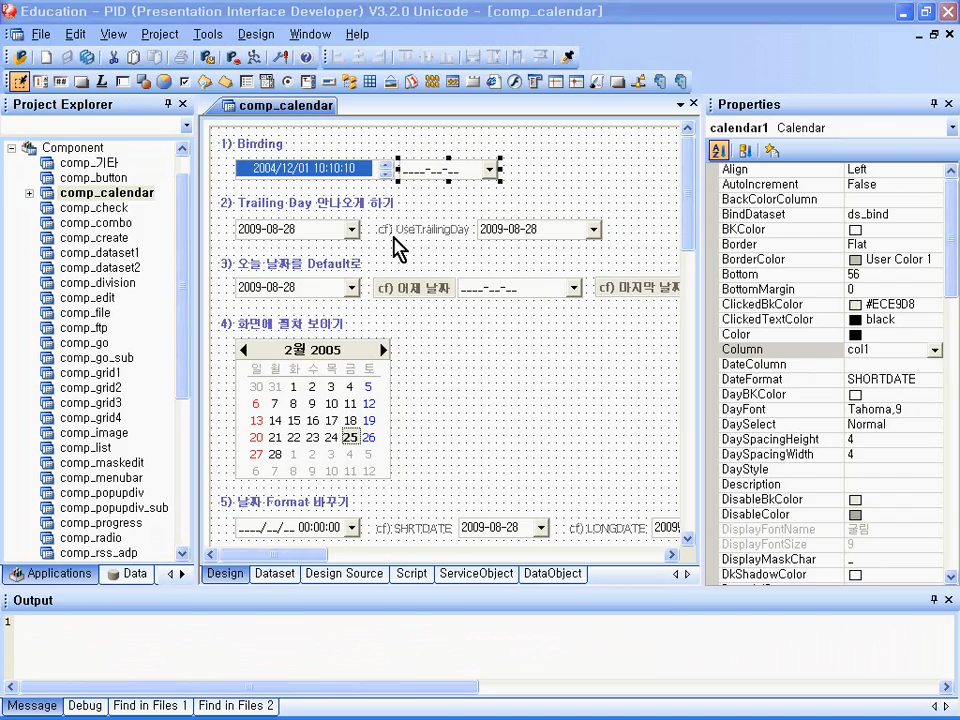 Education - PID (Presentation Interface Developer) V3.2.0 Unicode - [comp_calendar]
File Edit View Project Tools Design Window Help
Project Explorer
comp_calendar
Properties
Component
comp_기타
comp_button
comp_calendar
comp_check
comp_combo
comp_create
comp_dataset1
comp_dataset2
comp_division
comp_edit
comp_file
comp_ftp
comp_go
comp_go_sub
comp_grid1
comp_grid2
comp_grid3
comp_grid4
comp_image
comp_list
comp_maskedit
comp_menubar
comp_popupdiv
comp_popupdiv_sub
comp_progress
comp_radio
comp_rss_adp
Applications Data
1) Binding
2004/12/01 10:10:10 ____-__-__
2) Trailing Day 안나오게 하기
2009-08-28 cf) UseTrailingDay 2009-08-28
3) 오늘 날짜를 Default로
2009-08-28 cf) 어제 날짜 ____-__-__ cf) 마지막 날짜
4) 화면에 펼쳐 보이기
2월 2005
일 월 화 수 목 금 토
30 31 1 2 3 4 5
6 7 8 9 10 11 12
13 14 15 16 17 18 19
20 21 22 23 24 25 26
27 28 1 2 3 4 5
6 7 8 9 10 11 12
5) 날짜 Format 바꾸기
____/__/__ 00:00:00 cf) SHRTDATE 2009-08-28 cf) LONGDATE 2009
Design Dataset Design Source Script ServiceObject DataObject
calendar1 Calendar
Align Left
AutoIncrement False
BackColorColumn
BindDataset ds_bind
BKColor
Border Flat
BorderColor User Color 1
Bottom 56
BottomMargin 0
ClickedBkColor #ECE9D8
ClickedTextColor black
Color
Column col1
DateColumn
DateFormat SHORTDATE
DayBKColor
DayFont Tahoma,9
DaySelect Normal
DaySpacingHeight 4
DaySpacingWidth 4
DayStyle
Description
DisableBkColor
DisableColor
DisplayFontName 굴림
DisplayFontSize 9
DisplayMaskChar _
DkShadowColor
Output
1
Message Debug Find in Files 1 Find in Files 2